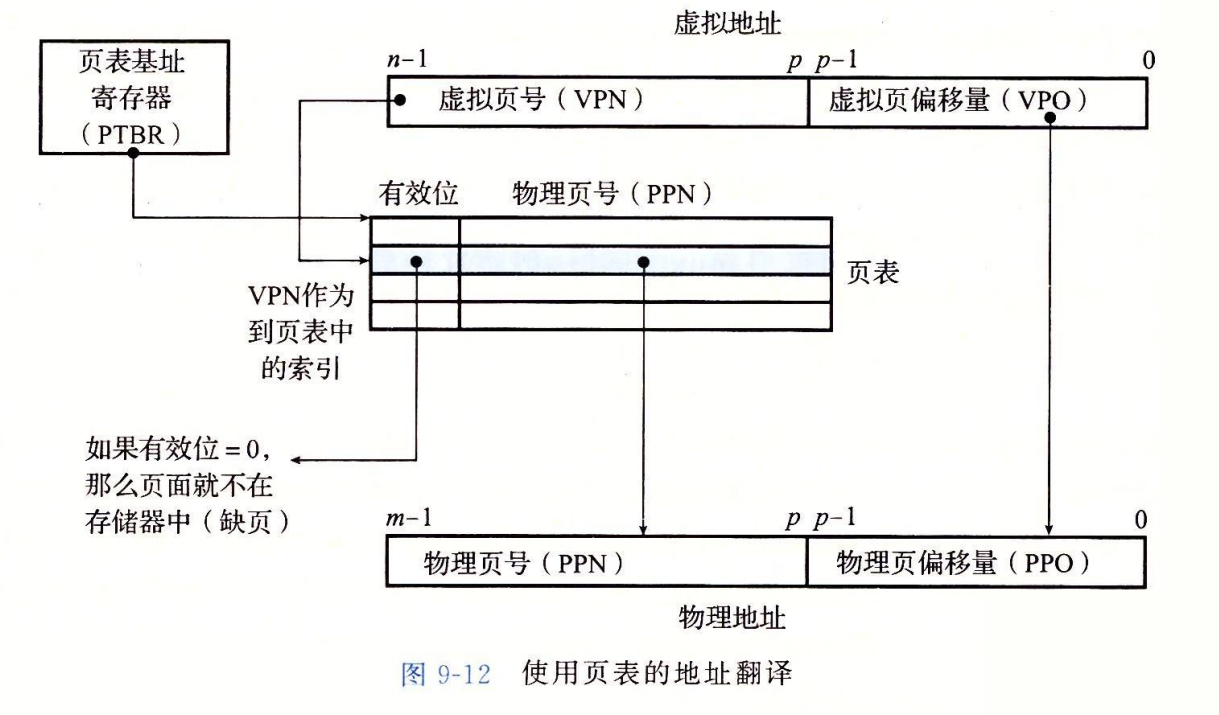 虚拟地址
页表基址
寄存器
（PTBR）
n-1
p
p-1
0
虚拟页号（VPN）
虚拟页偏移量（VPO）
有效位
物理页号（PPN）
页表
VPN作为
到页表中
的索引
如果有效位=0,
那么页面就不在
存储器中（缺页）
m-1
p
p-1
0
物理页号（PPN）
物理页偏移量（PPO）
物理地址
图 9-12 使用页表的地址翻译